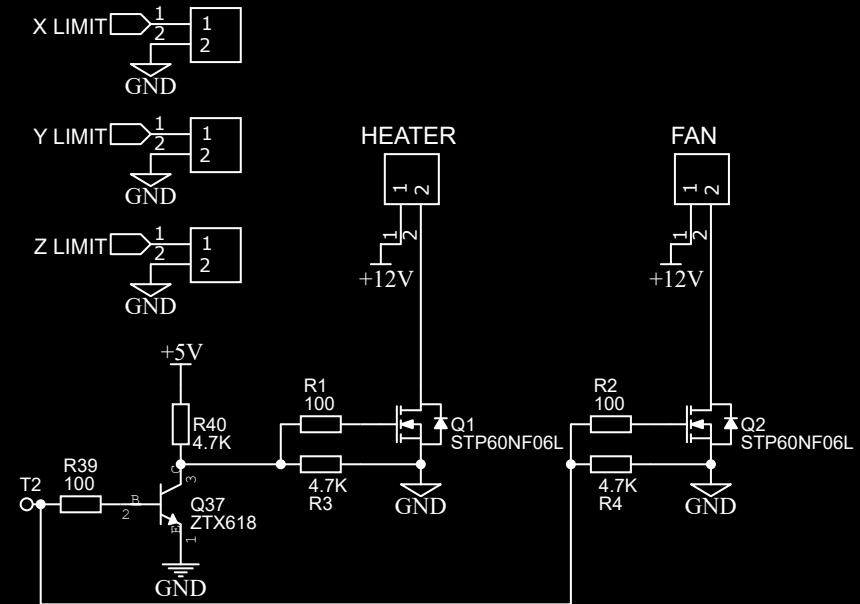 X LIMIT 1 1
2 2
GND
Y LIMIT 1 1
2 2
GND
HEATER
FAN
1 2
1 2
Z LIMIT 1 1
2 2
GND
1 2
1 2
+12V
+12V
+5V
R1
100
R2
100
R40
4.7K
Q1
STP60NF06L
Q2
STP60NF06L
C
3
R39
100
T2
B
2
Q37
ZTX618
E
1
4.7K
R3
GND
4.7K
R4
GND
GND